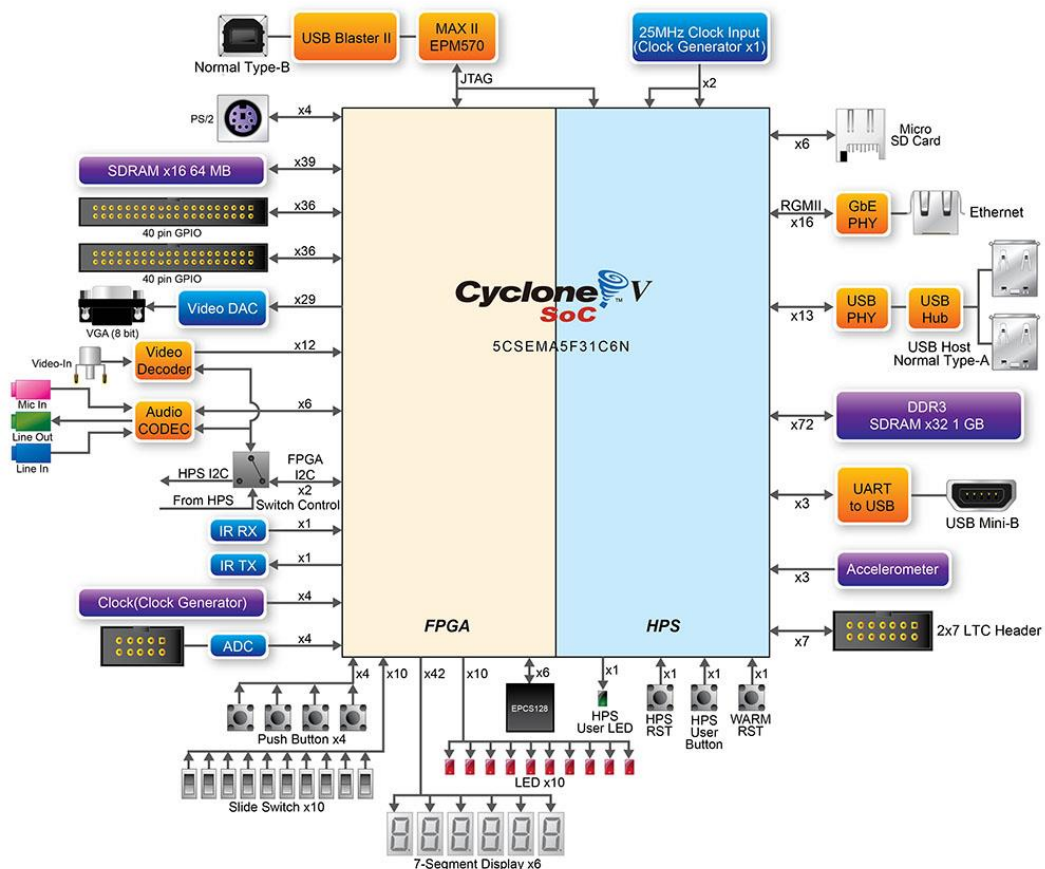 Normal Type-B
USB Blaster II
MAX II
EPM570
JTAG
25MHz Clock Input
(Clock Generator x1)
x2
PS/2
x4
SDRAM x16 64 MB
x39
x36
40 pin GPIO
x36
40 pin GPIO
VGA (8 bit)
Video DAC
x29
Video-In
Video
Decoder
x12
Mic In
Line Out
Line In
Audio
CODEC
x6
HPS I2C
From HPS
FPGA
I2C
x2
Switch Control
IR RX
x1
IR TX
x1
Clock(Clock Generator)
x4
ADC
x4
Cyclone V
TM
SoC
5CSEMA5F31C6N
FPGA
HPS
x6
Micro
SD Card
RGMII
x16
GbE
PHY
Ethernet
x13
USB
PHY
USB
Hub
USB Host
Normal Type-A
x72
DDR3
SDRAM x32 1 GB
x3
UART
to USB
USB Mini-B
x3
Accelerometer
x7
2x7 LTC Header
x4
Push Button x4
x10
Slide Switch x10
x42
7-Segment Display x6
x10
LED x10
x6
EPCS128
x1
HPS
User LED
x1
HPS
RST
x1
HPS
User
Button
x1
WARM
RST